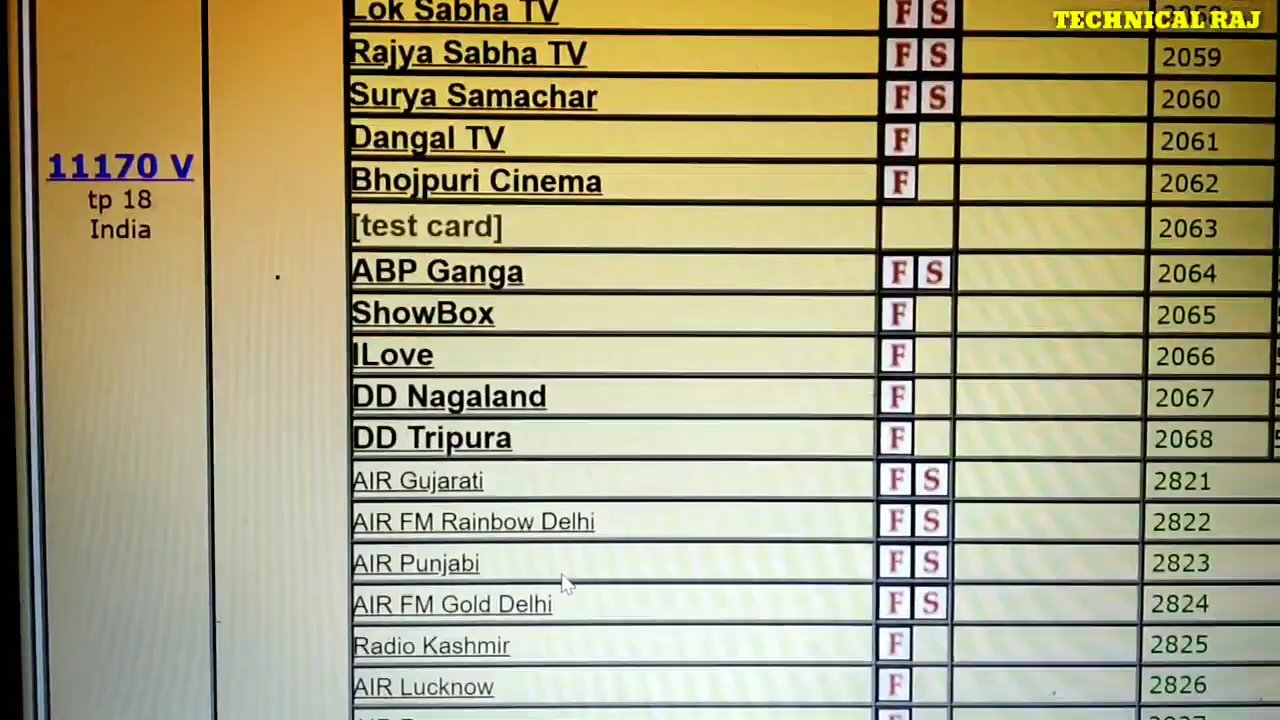 TECHNICAL RAJ
Lok Sabha TV F S
Rajya Sabha TV F S 2059
Surya Samachar F S 2060
Dangal TV F 2061
11170 V
Bhojpuri Cinema F 2062
tp 18
India
[test card] 2063
ABP Ganga F S 2064
ShowBox F 2065
ILove F 2066
DD Nagaland F 2067
DD Tripura F 2068
AIR Gujarati F S 2821
AIR FM Rainbow Delhi F S 2822
AIR Punjabi F S 2823
AIR FM Gold Delhi F S 2824
Radio Kashmir F 2825
AIR Lucknow F 2826